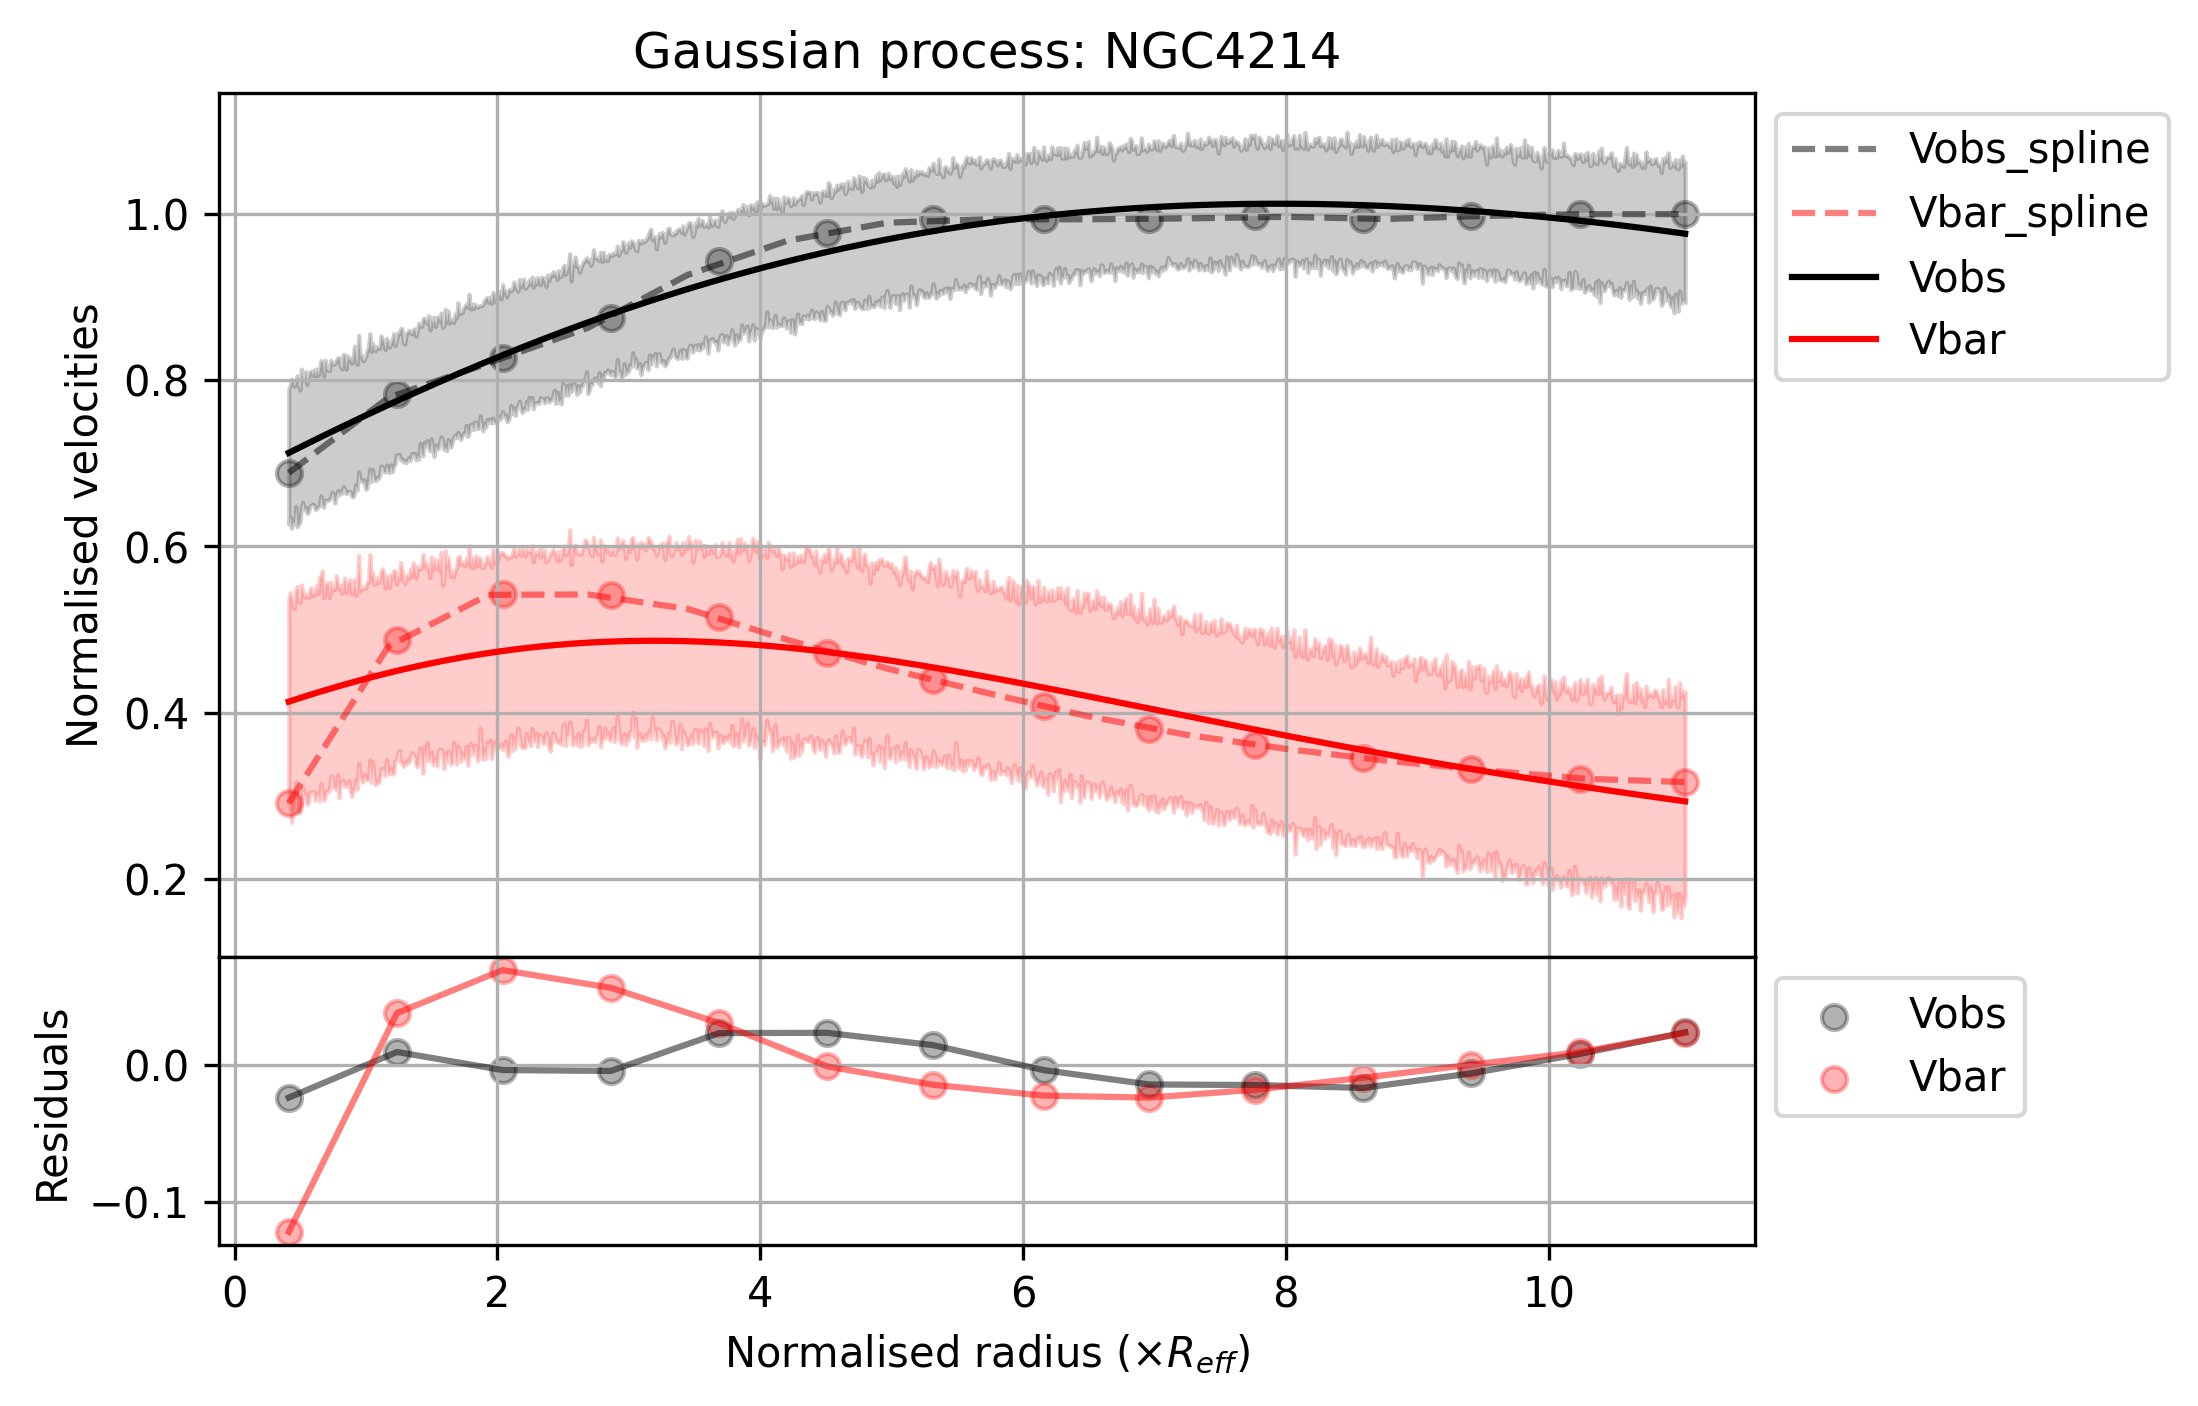 Gaussian process: NGC4214
Normalised velocities
1.0
0.8
0.6
0.4
0.2
Vobs_spline
Vbar_spline
Vobs
Vbar
Residuals
0.0
−0.1
Vobs
Vbar
0 2 4 6 8 10
Normalised radius (×R_eff)